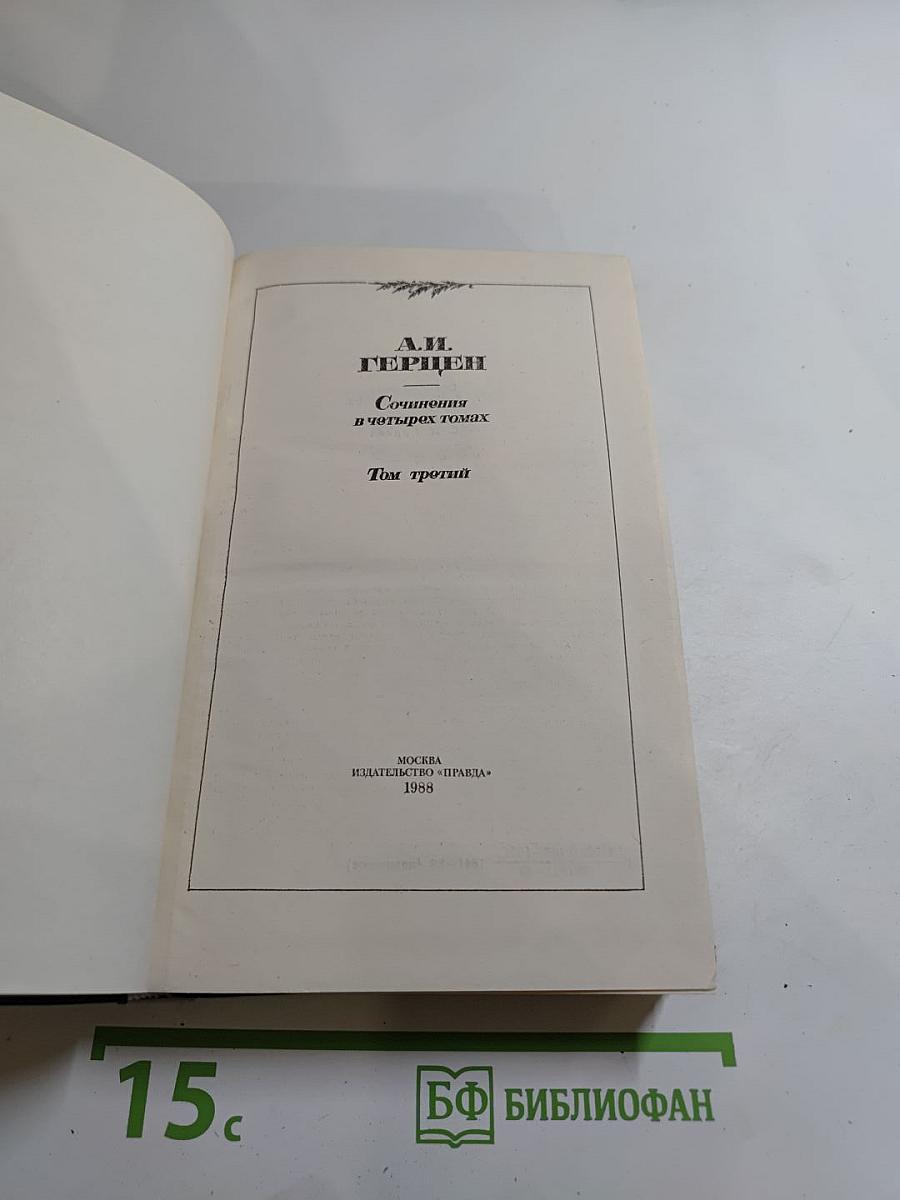 А.И.
ГЕРЦЕН
Сочинения
в четырех томах
Том третий
МОСКВА
ИЗДАТЕЛЬСТВО «ПРАВДА»
1988
15с
БФ БИБЛИОФАН